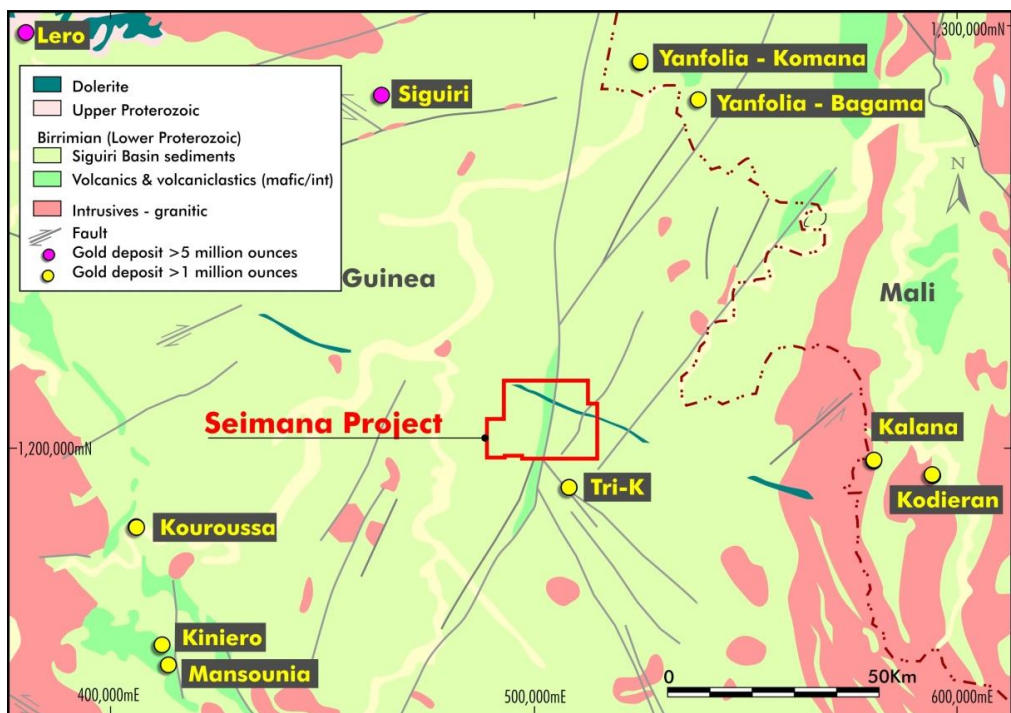 Lero
1,300,000mN
Yanfolia - Komana
Siguiri
Yanfolia - Bagama
Dolerite
Upper Proterozoic
Birrimian (Lower Proterozoic)
Siguiri Basin sediments
Volcanics & volcaniclastics (mafic/int)
Intrusives - granitic
Fault
Gold deposit >5 million ounces
Gold deposit >1 million ounces
N
Guinea
Mali
Seimana Project
1,200,000mN
Kalana
Tri-K
Kodieran
Kouroussa
Kiniero
Mansounia
0 50Km
400,000mE
500,000mE
600,000mE